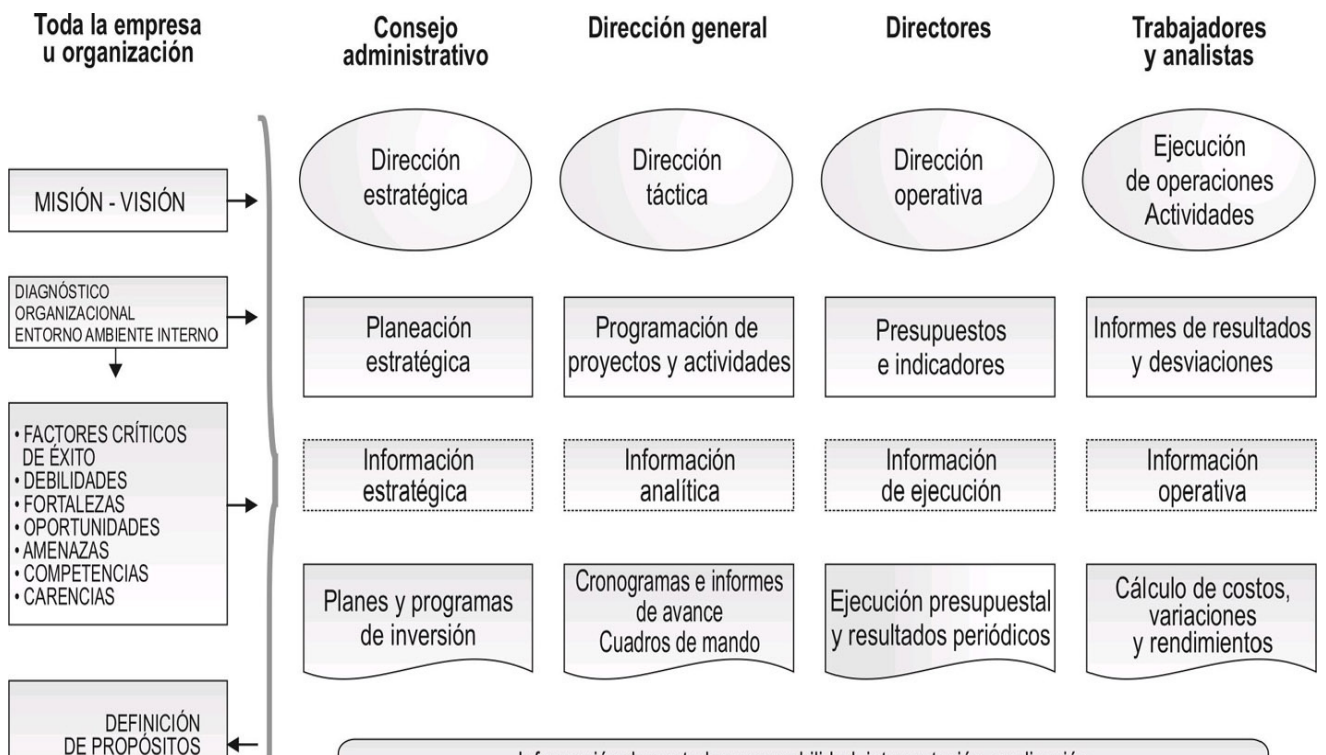 Toda la empresa
u organización
Consejo
administrativo
Dirección general
Directores
Trabajadores
y analistas
MISIÓN - VISIÓN
DIAGNÓSTICO
ORGANIZACIONAL
ENTORNO AMBIENTE INTERNO
• FACTORES CRÍTICOS
DE ÉXITO
• DEBILIDADES
• FORTALEZAS
• OPORTUNIDADES
• AMENAZAS
• COMPETENCIAS
• CARENCIAS
DEFINICIÓN
DE PROPÓSITOS
Dirección
estratégica
Dirección
táctica
Dirección
operativa
Ejecución
de operaciones
Actividades
Planeación
estratégica
Programación de
proyectos y actividades
Presupuestos
e indicadores
Informes de resultados
y desviaciones
Información
estratégica
Información
analítica
Información
de ejecución
Información
operativa
Planes y programas
de inversión
Cronogramas e informes
de avance
Cuadros de mando
Ejecución presupuestal
y resultados periódicos
Cálculo de costos,
variaciones
y rendimientos